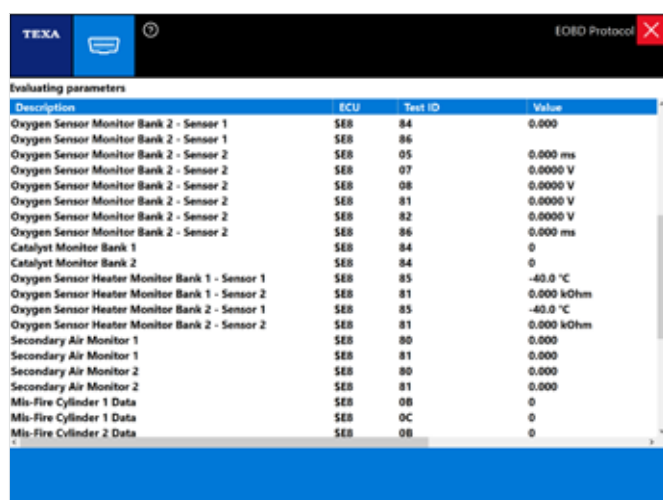 TEXA
?
EOBD Protocol
Evaluating parameters
Description ECU Test ID Value
Oxygen Sensor Monitor Bank 2 - Sensor 1 $E8 84 0.000
Oxygen Sensor Monitor Bank 2 - Sensor 1 $E8 86
Oxygen Sensor Monitor Bank 2 - Sensor 2 $E8 05 0.000 ms
Oxygen Sensor Monitor Bank 2 - Sensor 2 $E8 07 0.0000 V
Oxygen Sensor Monitor Bank 2 - Sensor 2 $E8 08 0.0000 V
Oxygen Sensor Monitor Bank 2 - Sensor 2 $E8 81 0.0000 V
Oxygen Sensor Monitor Bank 2 - Sensor 2 $E8 82 0.0000 V
Oxygen Sensor Monitor Bank 2 - Sensor 2 $E8 86 0.000 ms
Catalyst Monitor Bank 1 $E8 84 0
Catalyst Monitor Bank 2 $E8 84 0
Oxygen Sensor Heater Monitor Bank 1 - Sensor 1 $E8 85 -40.0 °C
Oxygen Sensor Heater Monitor Bank 1 - Sensor 2 $E8 81 0.000 kOhm
Oxygen Sensor Heater Monitor Bank 2 - Sensor 1 $E8 85 -40.0 °C
Oxygen Sensor Heater Monitor Bank 2 - Sensor 2 $E8 81 0.000 kOhm
Secondary Air Monitor 1 $E8 80 0.000
Secondary Air Monitor 1 $E8 81 0.000
Secondary Air Monitor 2 $E8 80 0.000
Secondary Air Monitor 2 $E8 81 0.000
Mis-Fire Cylinder 1 Data $E8 0B 0
Mis-Fire Cylinder 1 Data $E8 0C 0
Mis-Fire Cylinder 2 Data $E8 0B 0